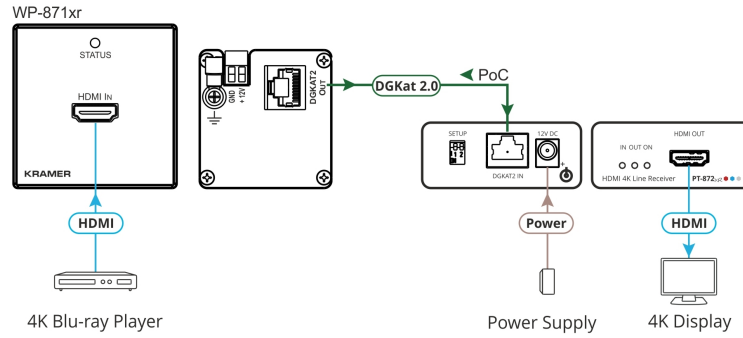 WP-871xr
STATUS
HDMI IN
KRAMER
HDMI
4K Blu-ray Player
GND
+12V
DGKAT2
OUT
DGKat 2.0
PoC
SETUP
1 2
DGKAT2 IN
12V DC
+
Power
Power Supply
HDMI OUT
IN OUT ON
HDMI 4K Line Receiver
PT-872xr
HDMI
4K Display